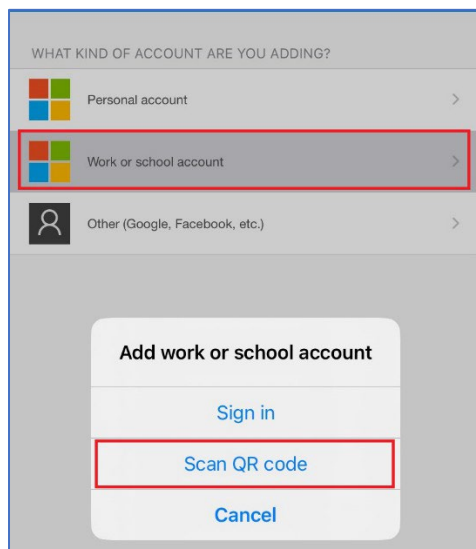 WHAT KIND OF ACCOUNT ARE YOU ADDING?
Personal account
Work or school account
Other (Google, Facebook, etc.)
Add work or school account
Sign in
Scan QR code
Cancel